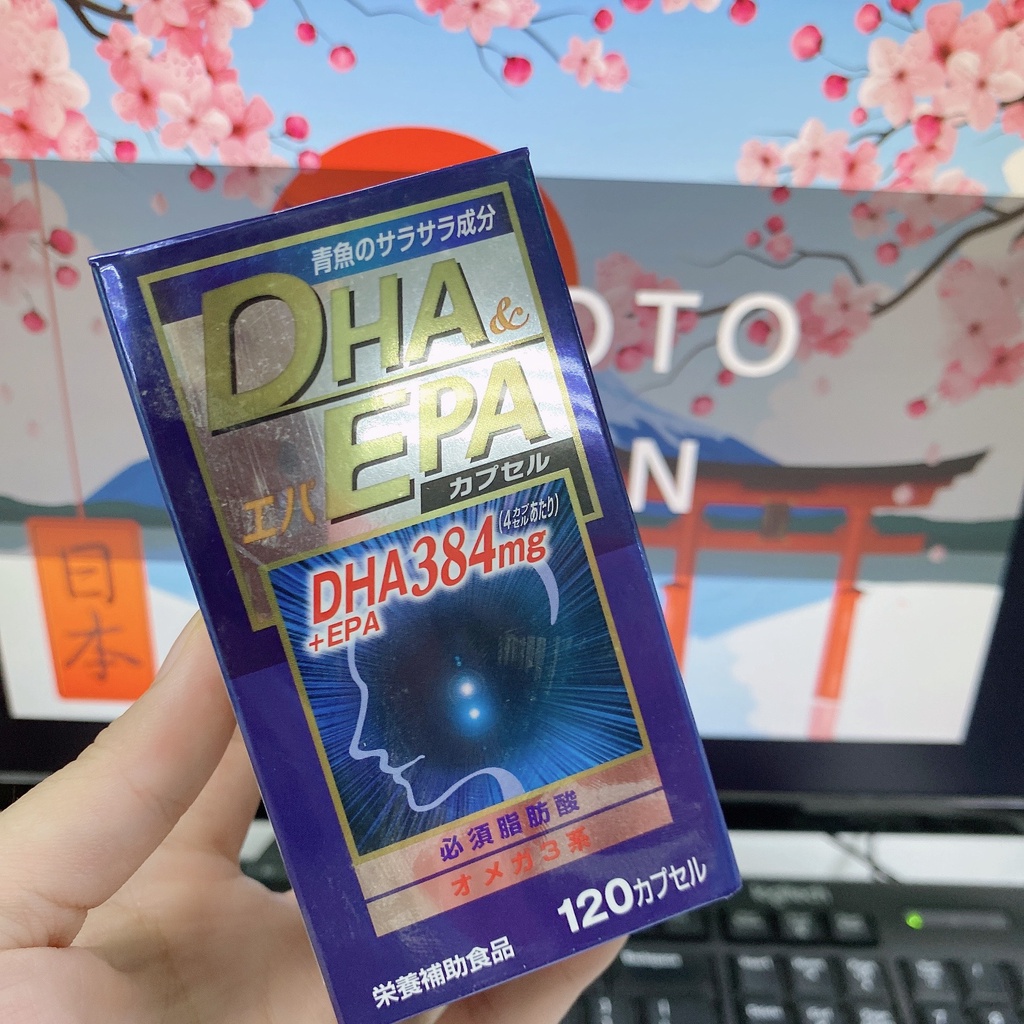 青魚のサラサラ成分
DHA &
エパ EPA
カプセル
DHA384mg
(4カプセルあたり)
+EPA
必須脂肪酸
オメガ3系
120カプセル
栄養補助食品
OTO
N
日本